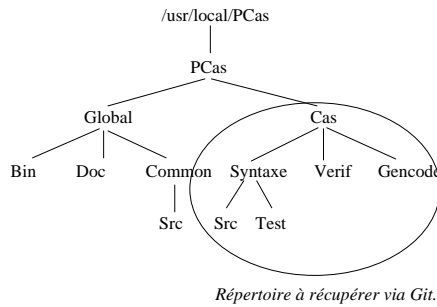 /usr/local/PCas
PCas
Global Cas
Bin Doc Common Syntaxe Verif Gencode
Src Src Test
Répertoire à récupérer via Git.